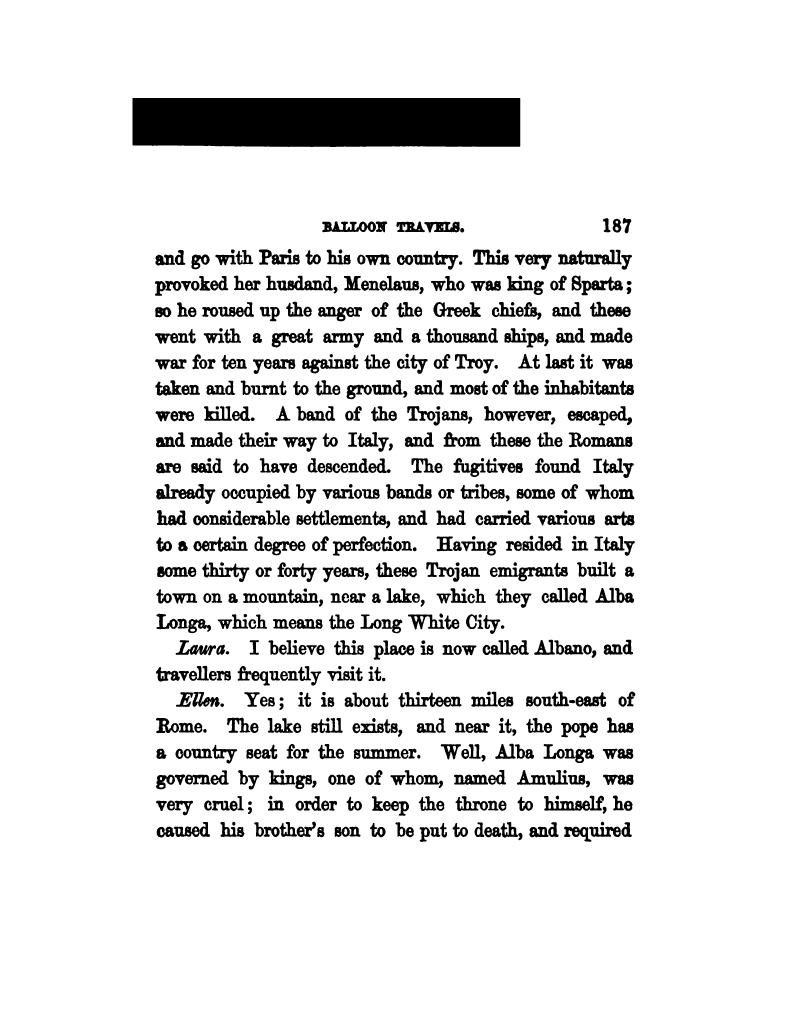 BALLOON TRAVELS. 187
and go with Paris to his own country. This very naturally
provoked her husdand, Menelaus, who was king of Sparta;
so he roused up the anger of the Greek chiefs, and these
went with a great army and a thousand ships, and made
war for ten years against the city of Troy. At last it was
taken and burnt to the ground, and most of the inhabitants
were killed. A band of the Trojans, however, escaped,
and made their way to Italy, and from these the Romans
are said to have descended. The fugitives found Italy
already occupied by various bands or tribes, some of whom
had considerable settlements, and had carried various arts
to a certain degree of perfection. Having resided in Italy
some thirty or forty years, these Trojan emigrants built a
town on a mountain, near a lake, which they called Alba
Longa, which means the Long White City.
Laura. I believe this place is now called Albano, and
travellers frequently visit it.
Ellen. Yes; it is about thirteen miles south-east of
Rome. The lake still exists, and near it, the pope has
a country seat for the summer. Well, Alba Longa was
governed by kings, one of whom, named Amulius, was
very cruel; in order to keep the throne to himself, he
caused his brother's son to be put to death, and required